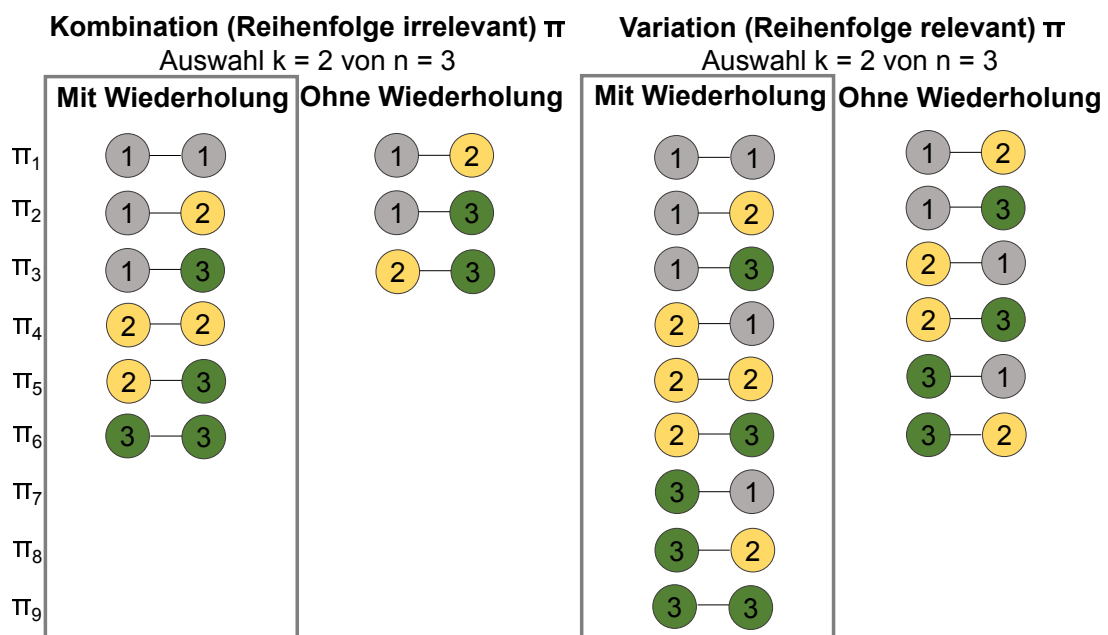 Kombination (Reihenfolge irrelevant) π
Auswahl k = 2 von n = 3
Mit Wiederholung
Ohne Wiederholung
Variation (Reihenfolge relevant) π
Auswahl k = 2 von n = 3
Mit Wiederholung
Ohne Wiederholung
π1 1 1 1 2 1 1 1 2
π2 1 2 1 3 1 2 1 3
π3 1 3 2 3 1 3 2 1
π4 2 2 2 1 2 3
π5 2 3 2 2 3 1
π6 3 3 2 3 3 2
π7 3 1
π8 3 2
π9 3 3